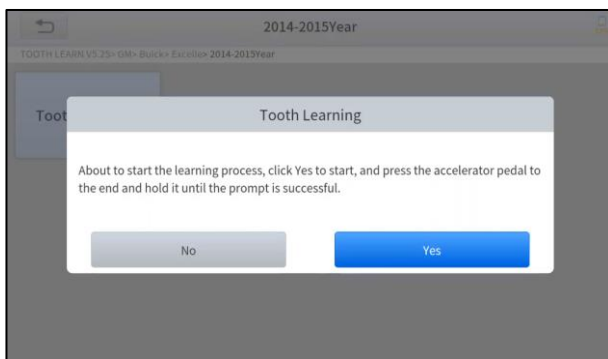 2014-2015Year
TOOTH LEARN V5.25> GM> Buick> Excelle> 2014-2015Year
Toot
Tooth Learning
About to start the learning process, click Yes to start, and press the accelerator pedal to
the end and hold it until the prompt is successful.
No
Yes